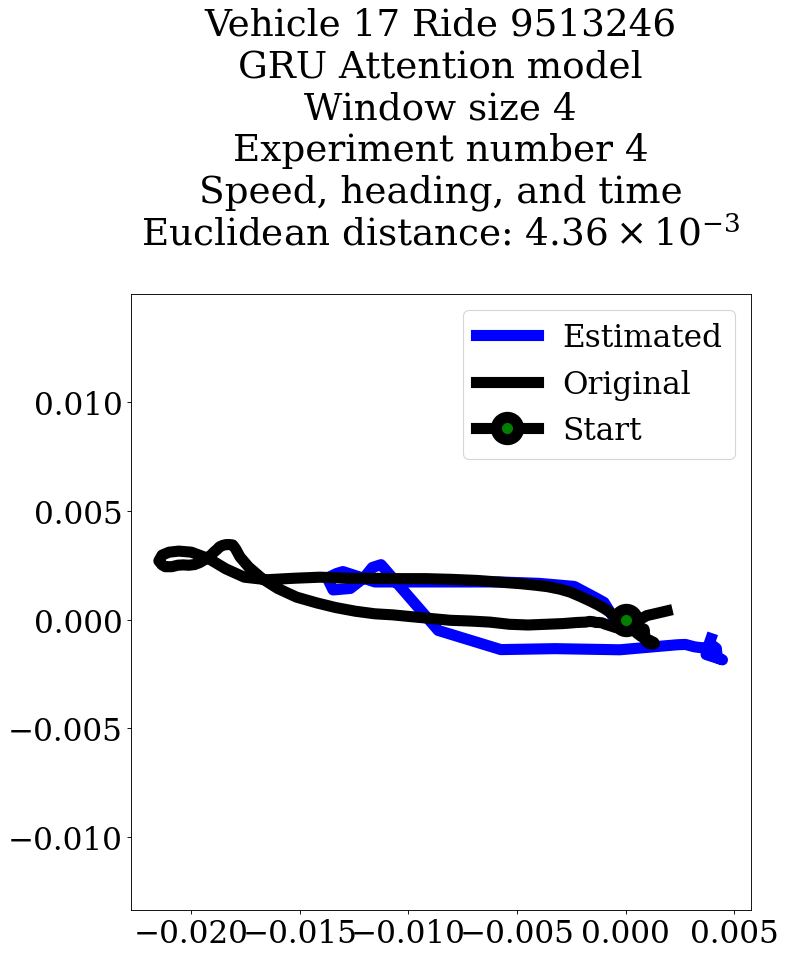 Vehicle 17 Ride 9513246
GRU Attention model
Window size 4
Experiment number 4
Speed, heading, and time
Euclidean distance: 4.36 × 10⁻³
Estimated
Original
Start
0.010
0.005
0.000
−0.005
−0.010
−0.020 −0.015 −0.010 −0.005 0.000 0.005